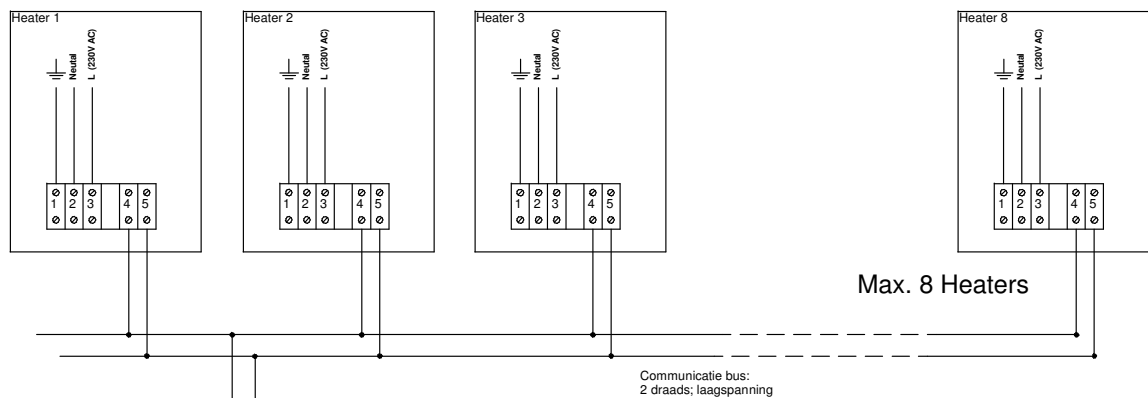 Heater 1
Heater 2
Heater 3
Heater 8
Neutal
L (230V AC)
Neutal
L (230V AC)
Neutal
L (230V AC)
Neutal
L (230V AC)
1 2 3 4 5
1 2 3 4 5
1 2 3 4 5
1 2 3 4 5
Max. 8 Heaters
Communicatie bus:
2 draads; laagspanning